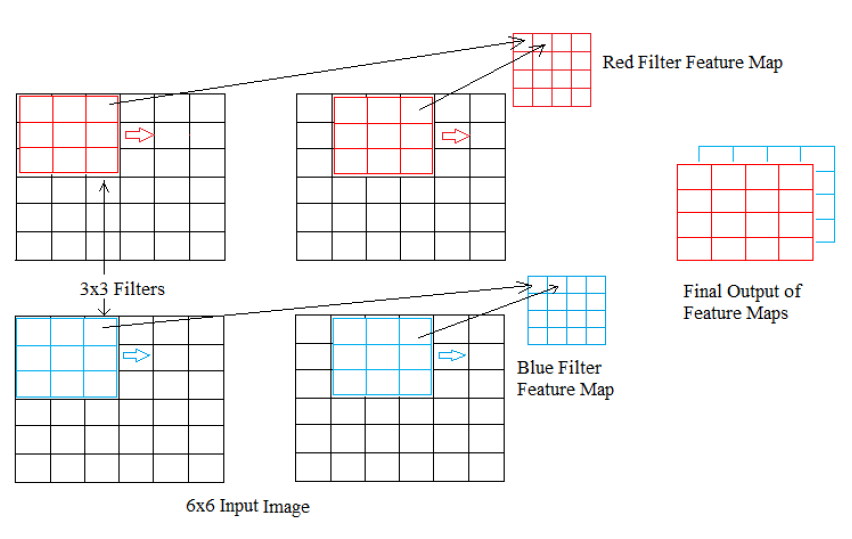 Red Filter Feature Map
3x3 Filters
Final Output of
Feature Maps
Blue Filter
Feature Map
6x6 Input Image